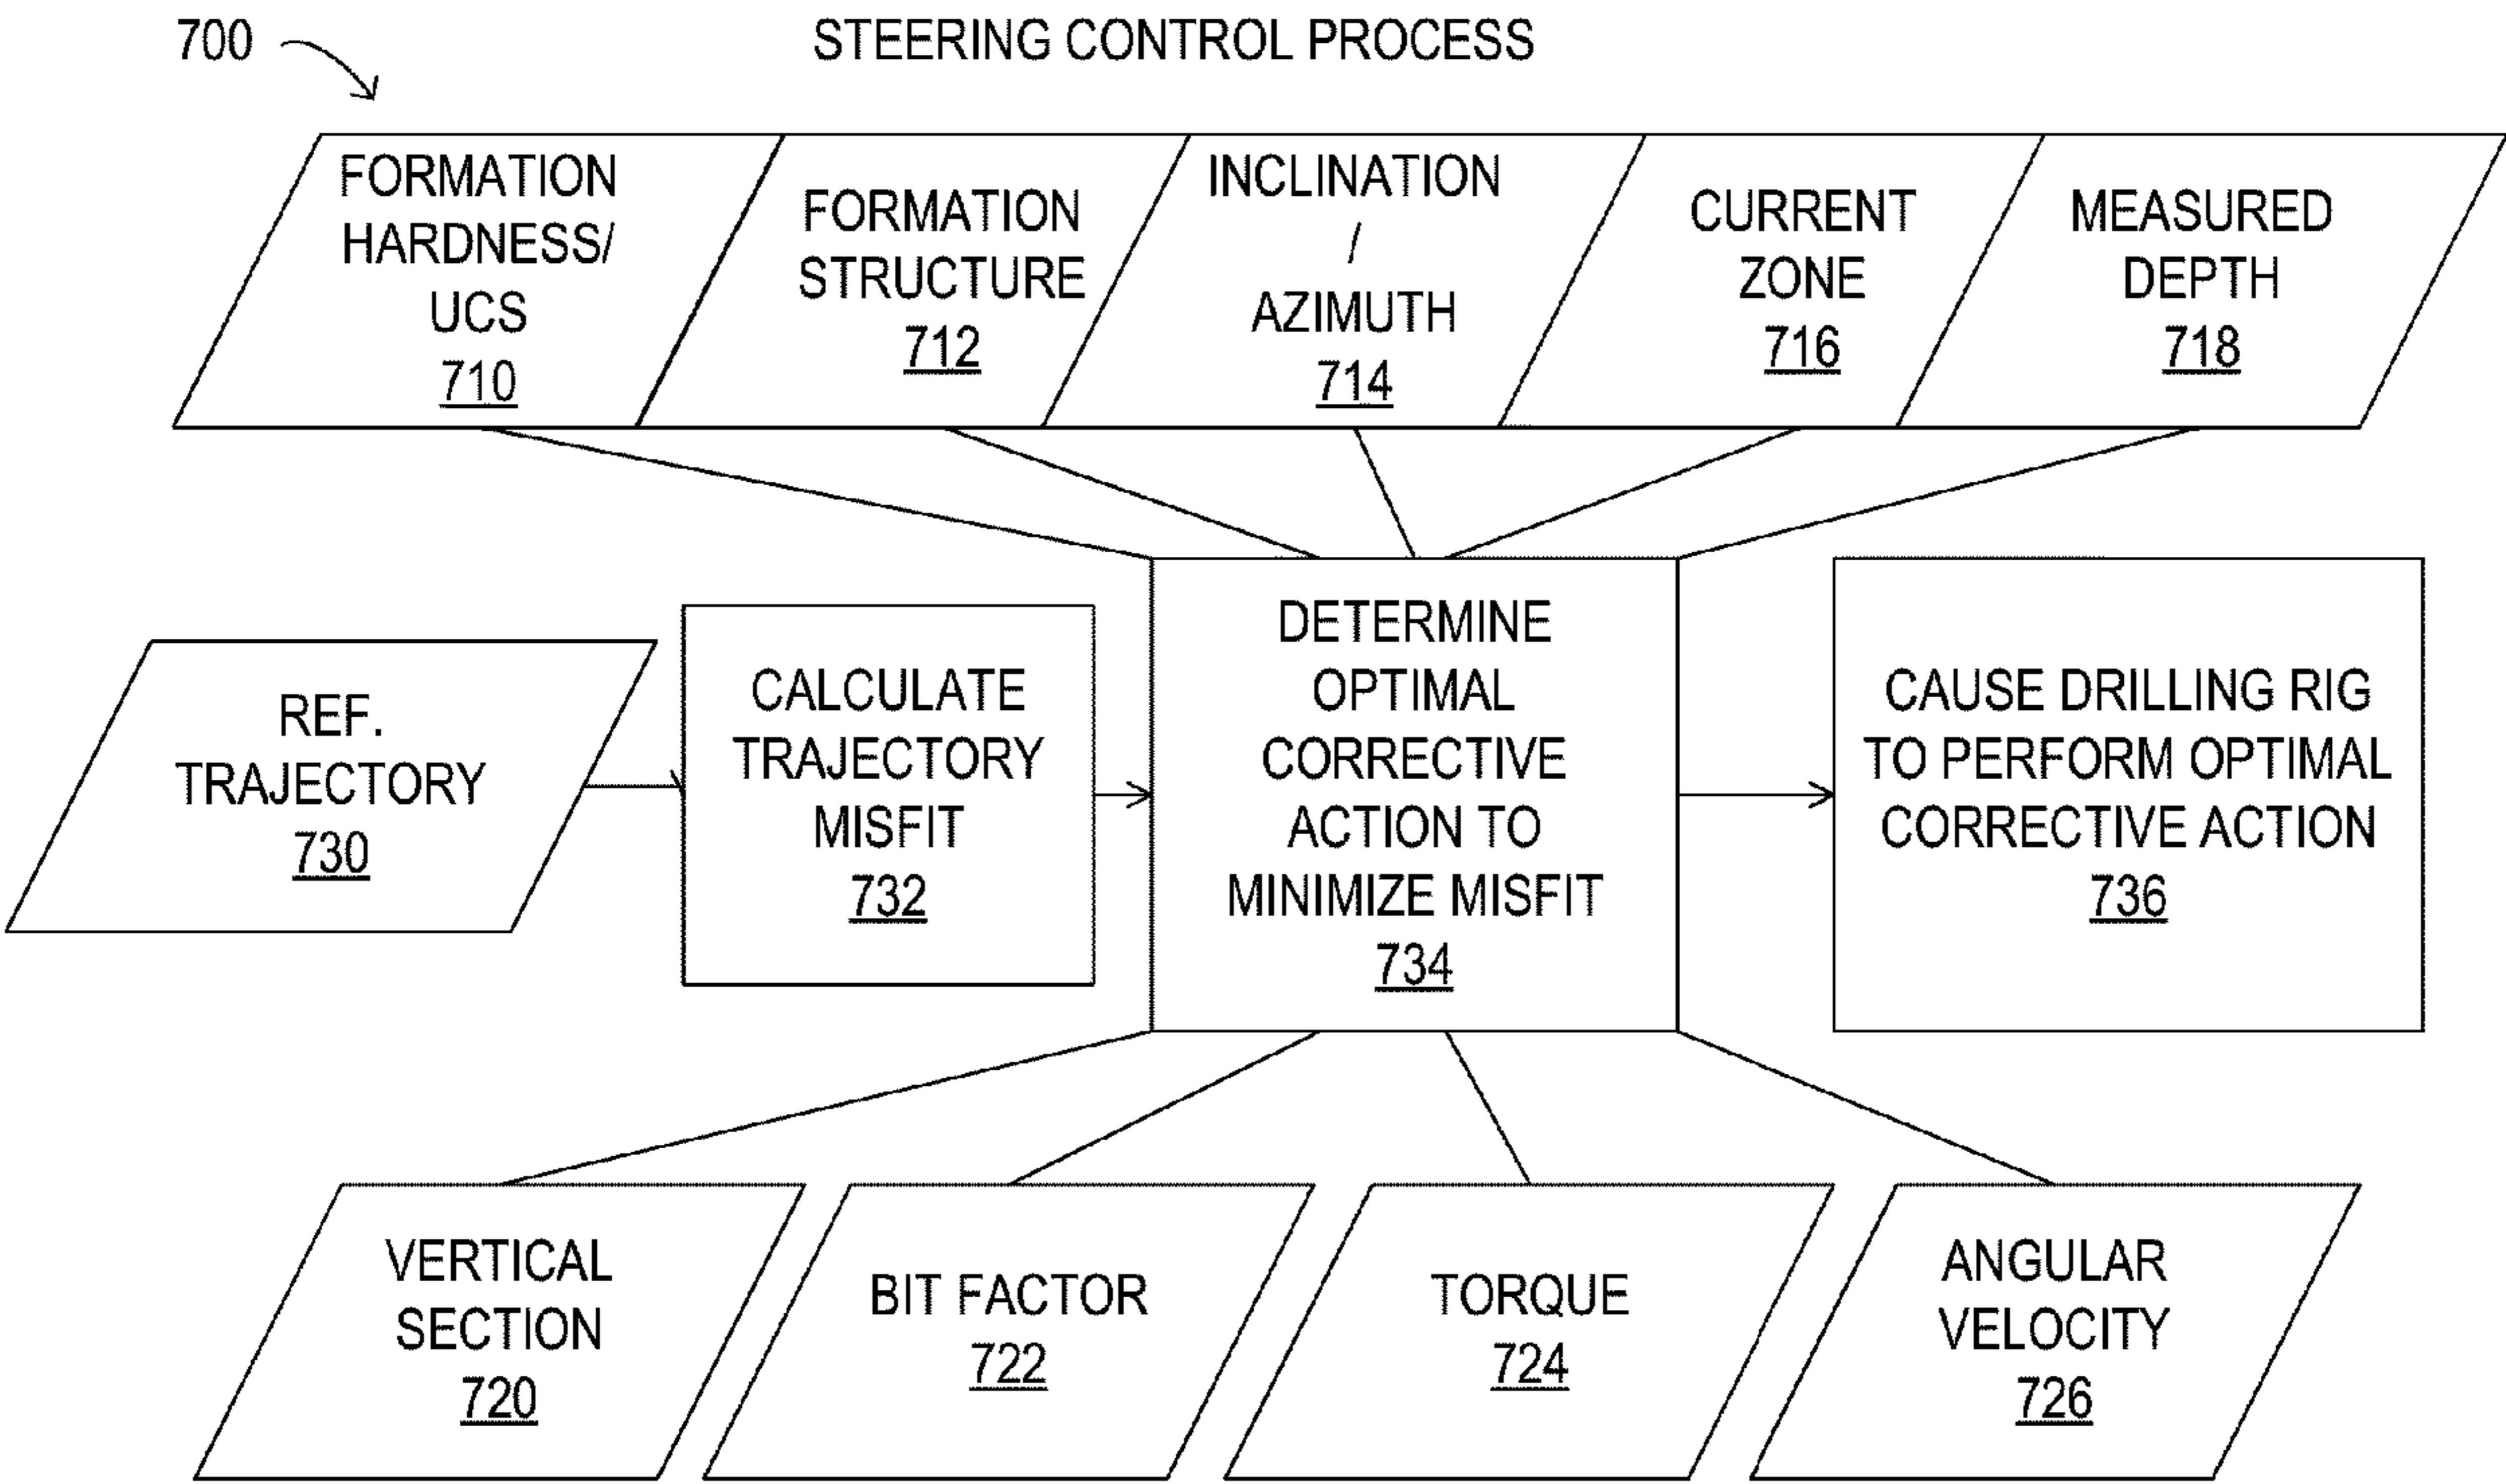 700
STEERING CONTROL PROCESS
FORMATION
HARDNESS/
UCS
710
FORMATION
STRUCTURE
712
INCLINATION
/
AZIMUTH
714
CURRENT
ZONE
716
MEASURED
DEPTH
718
REF.
TRAJECTORY
730
CALCULATE
TRAJECTORY
MISFIT
732
DETERMINE
OPTIMAL
CORRECTIVE
ACTION TO
MINIMIZE MISFIT
734
CAUSE DRILLING RIG
TO PERFORM OPTIMAL
CORRECTIVE ACTION
736
VERTICAL
SECTION
720
BIT FACTOR
722
TORQUE
724
ANGULAR
VELOCITY
726